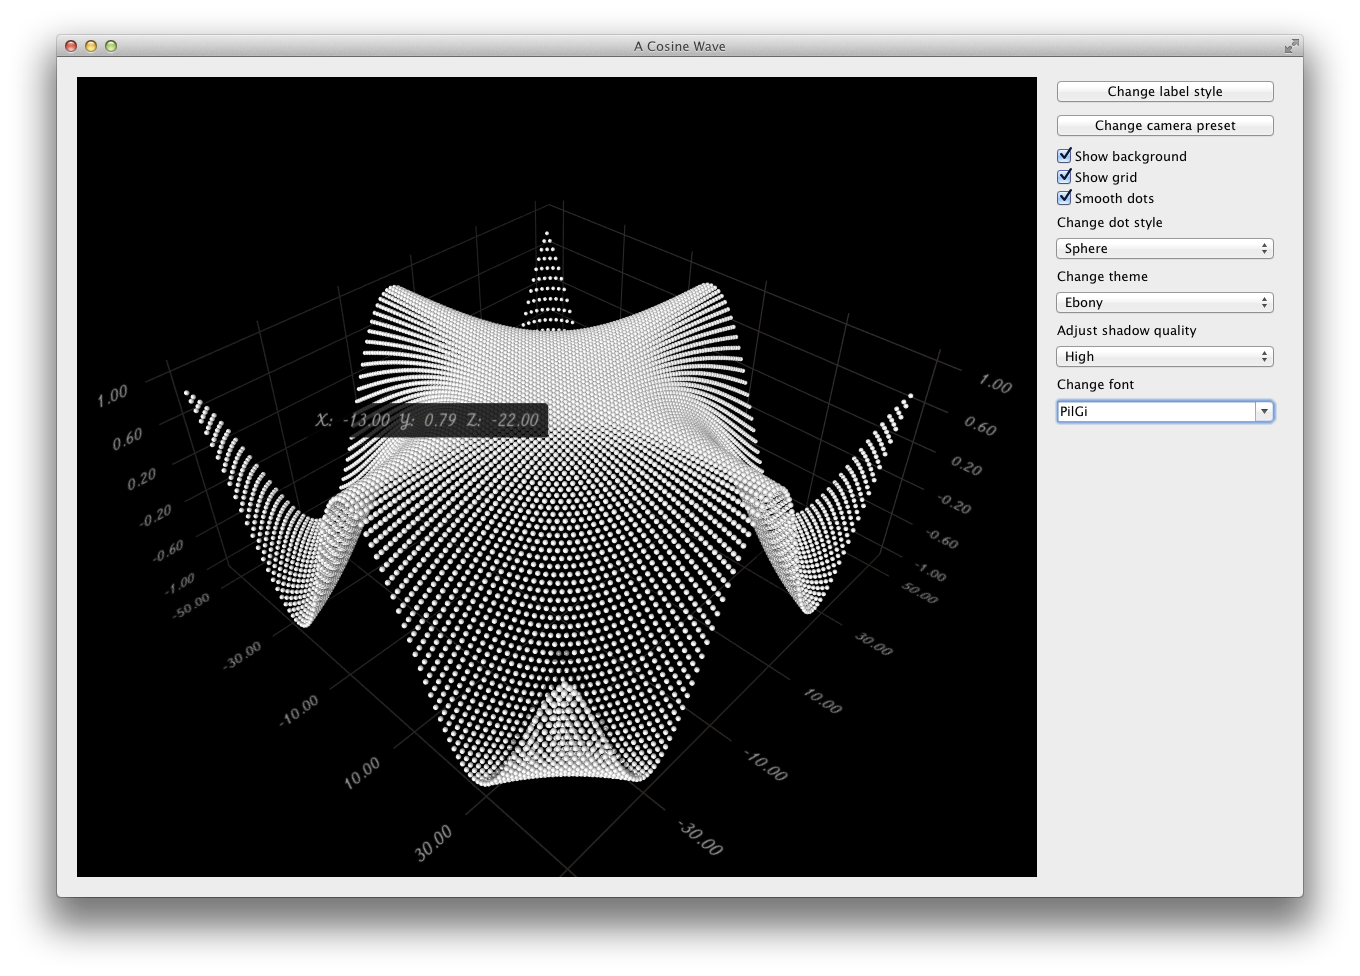 A Cosine Wave
Change label style
Change camera preset
Show background
Show grid
Smooth dots
Change dot style
Sphere
Change theme
Ebony
Adjust shadow quality
High
Change font
PilGi
X: -13.00 Y: 0.79 Z: -22.00
1.00
0.60
0.20
-0.20
-0.60
-1.00
-50.00
-30.00
-10.00
10.00
30.00
1.00
0.60
0.20
-0.20
-0.60
-1.00
50.00
30.00
10.00
-10.00
-30.00